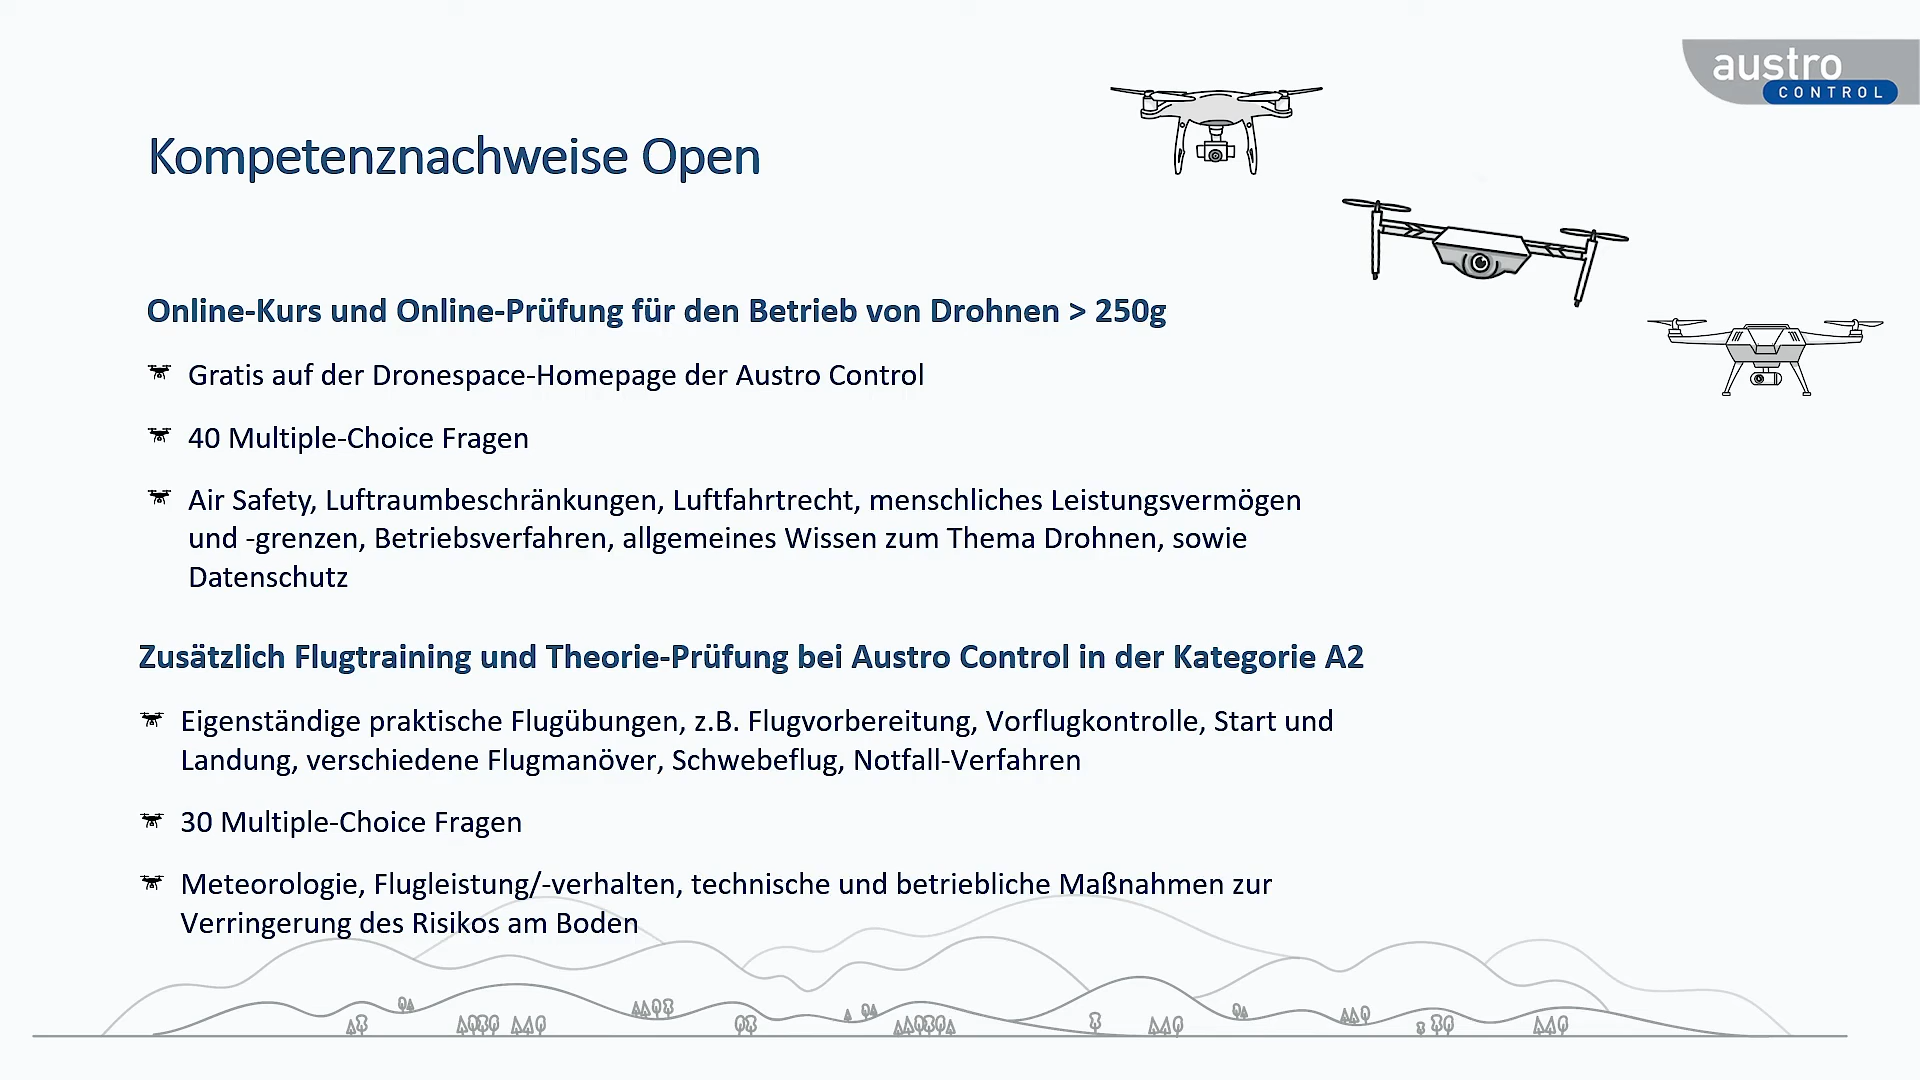 austro
CONTROL
Kompetenznachweise Open
Online-Kurs und Online-Prüfung für den Betrieb von Drohnen > 250g
Gratis auf der Dronespace-Homepage der Austro Control
40 Multiple-Choice Fragen
Air Safety, Luftraumbeschränkungen, Luftfahrtrecht, menschliches Leistungsvermögen
und -grenzen, Betriebsverfahren, allgemeines Wissen zum Thema Drohnen, sowie
Datenschutz
Zusätzlich Flugtraining und Theorie-Prüfung bei Austro Control in der Kategorie A2
Eigenständige praktische Flugübungen, z.B. Flugvorbereitung, Vorflugkontrolle, Start und
Landung, verschiedene Flugmanöver, Schwebeflug, Notfall-Verfahren
30 Multiple-Choice Fragen
Meteorologie, Flugleistung/-verhalten, technische und betriebliche Maßnahmen zur
Verringerung des Risikos am Boden